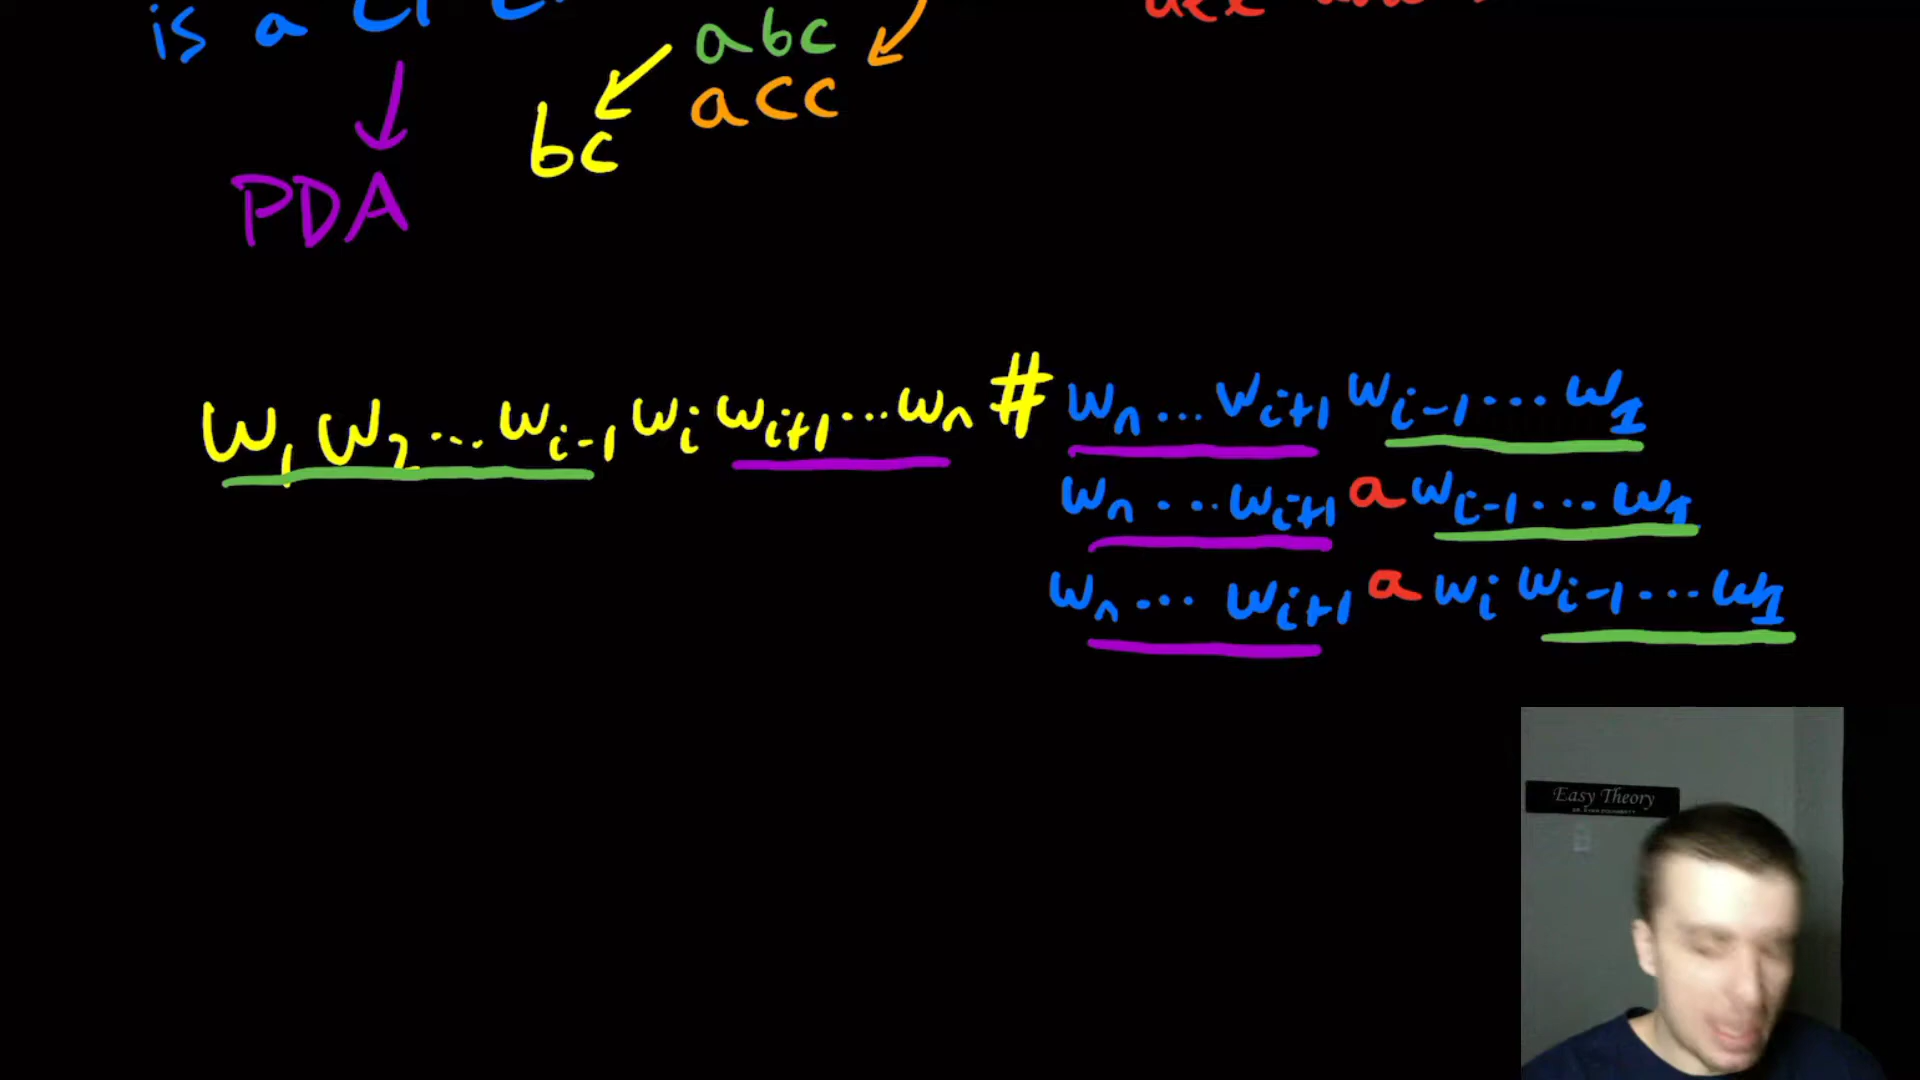 is a
abc
acc
bc
PDA
w₁ w₂ ... wᵢ₋₁ wᵢ wᵢ₊₁ ... wₙ # wₙ ... wᵢ₊₁ wᵢ₋₁ ... w₁
wₙ ... wᵢ₊₁ a wᵢ₋₁ ... w₁
wₙ ... wᵢ₊₁ a wᵢ wᵢ₋₁ ... w₁
Easy Theory